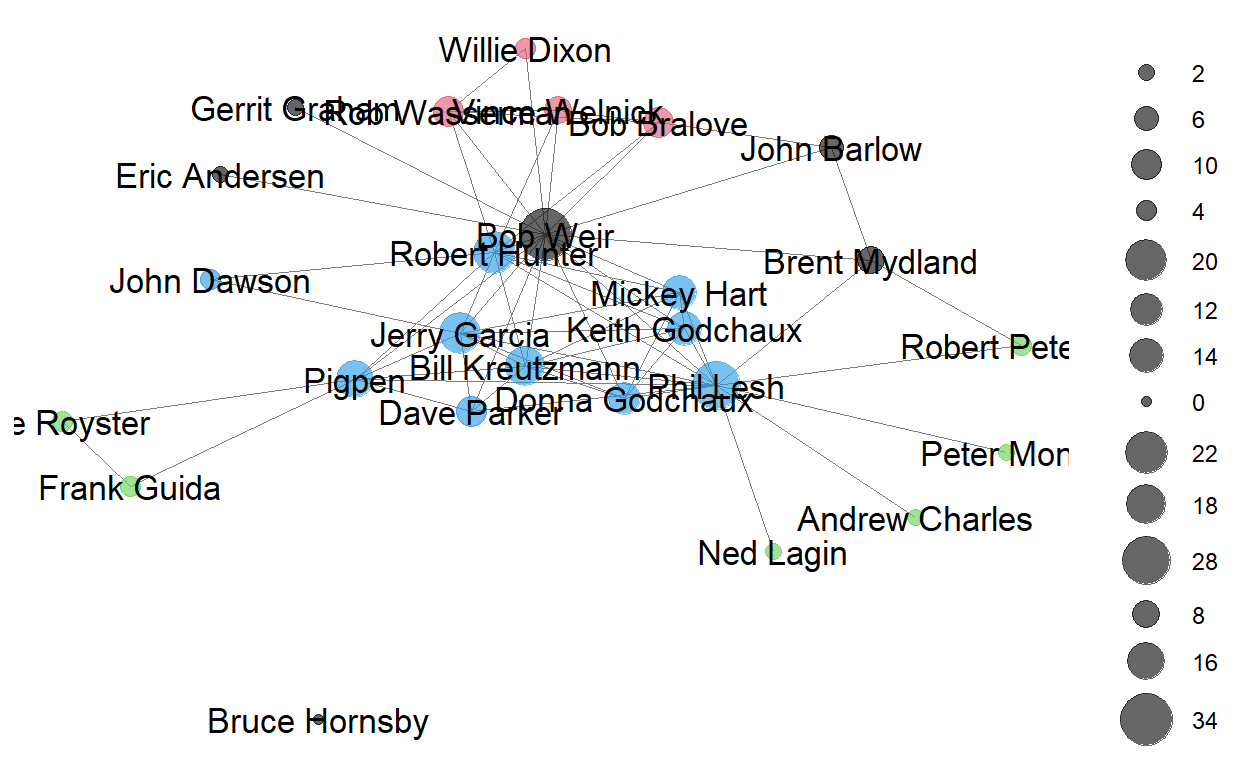 Willie Dixon
Gerrit Graham
Rob Wasserman
Vince Welnick
Bob Bralove
John Barlow
Eric Andersen
Bob Weir
Robert Hunter
Brent Mydland
John Dawson
Mickey Hart
Keith Godchaux
Jerry Garcia
Robert Pete
Bill Kreutzmann
Pigpen
Phil Lesh
Donna Godchaux
Dave Parker
e Royster
Peter Mon
Frank Guida
Andrew Charles
Ned Lagin
Bruce Hornsby
2
6
10
4
20
12
14
0
22
18
28
8
16
34